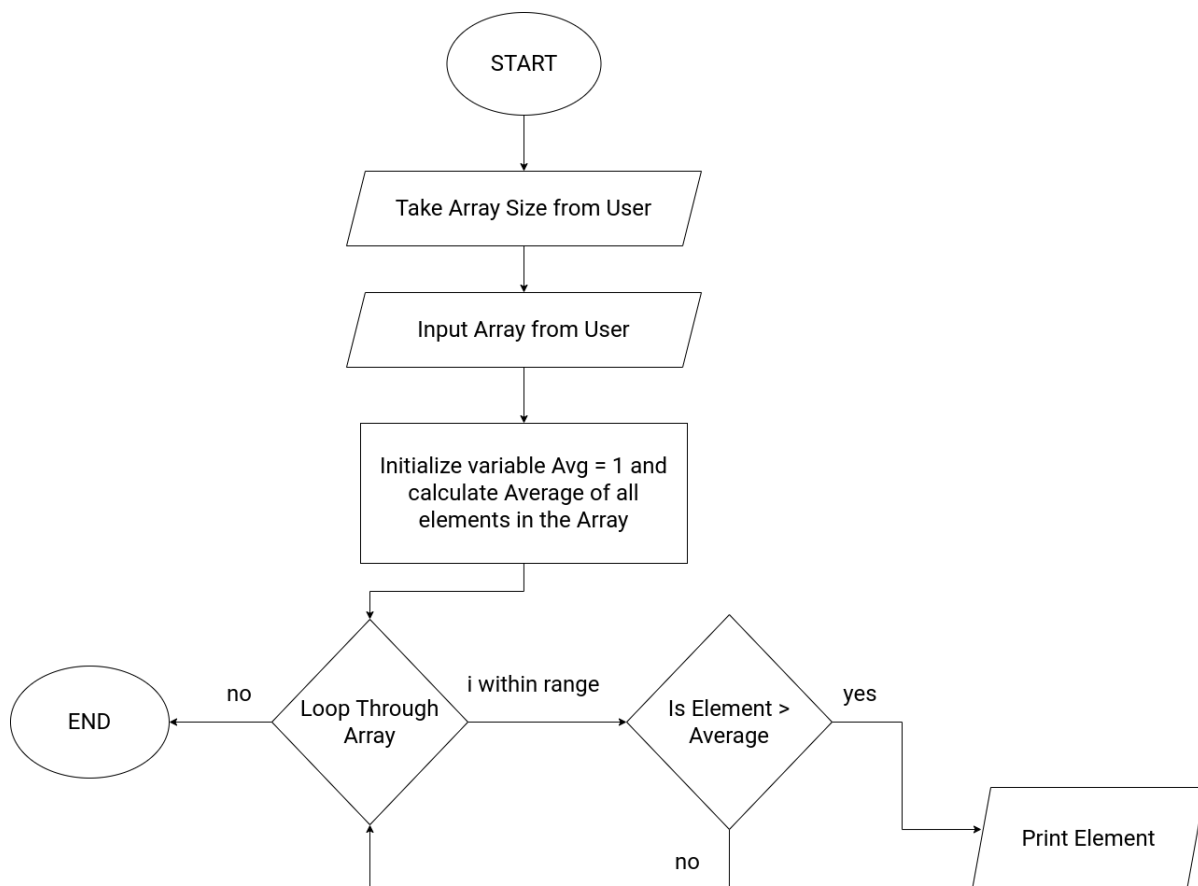 START
Take Array Size from User
Input Array from User
Initialize variable Avg = 1 and
calculate Average of all
elements in the Array
END
no
Loop Through
Array
i within range
Is Element >
Average
yes
no
Print Element